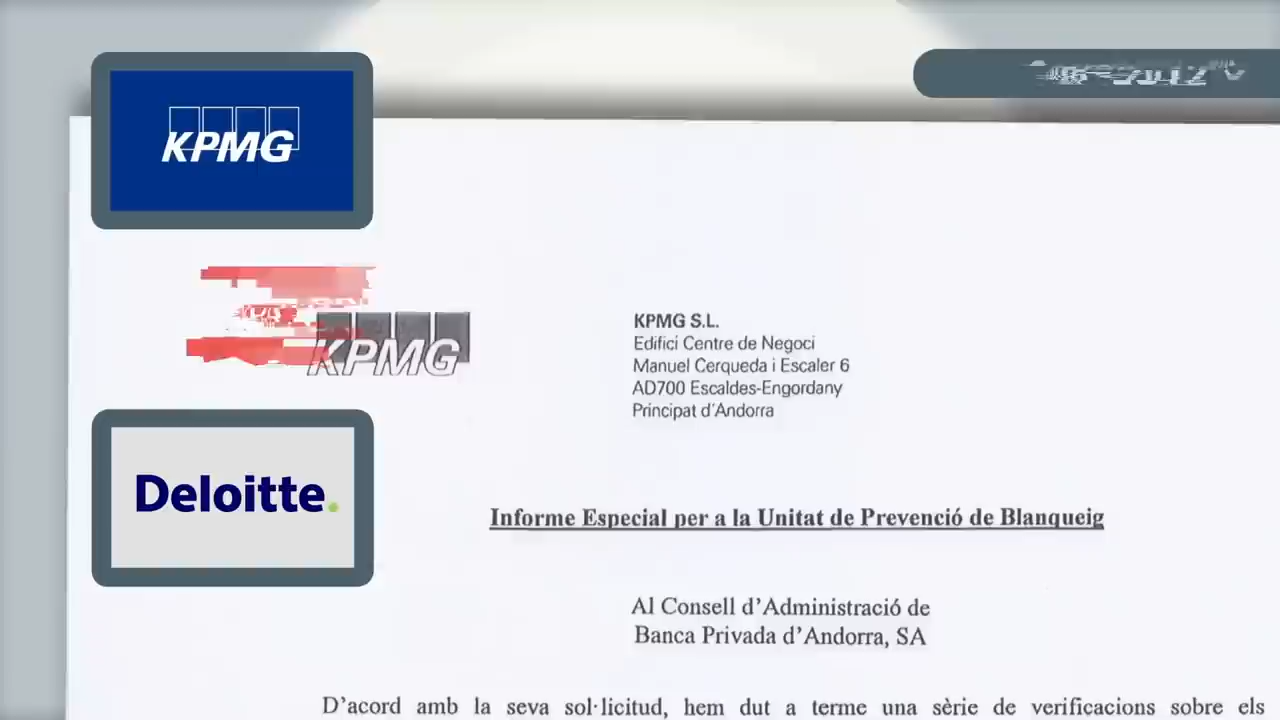 KPMG
KPMG
KPMG S.L.
Edifici Centre de Negoci
Manuel Cerqueda i Escaler 6
AD700 Escaldes-Engordany
Principat d'Andorra
Deloitte.
Informe Especial per a la Unitat de Prevenció de Blanqueig
Al Consell d'Administració de
Banca Privada d'Andorra, SA
D'acord amb la seva sol·licitud, hem dut a terme una sèrie de verificacions sobre els